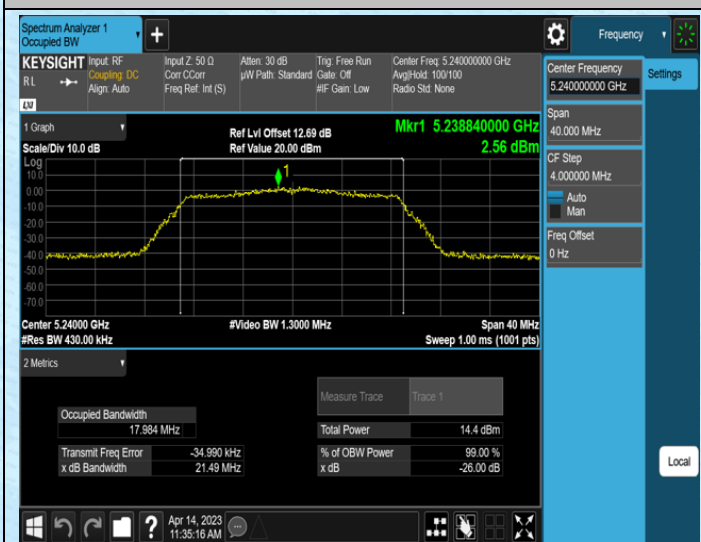 Spectrum Analyzer 1
Occupied BW
Frequency
KEYSIGHT
R L
LXI
Input: RF
Coupling: DC
Align: Auto
Input Z: 50 Ω
Corr CCorr
Freq Ref: Int (S)
Atten: 30 dB
µW Path: Standard
Trig: Free Run
Gate: Off
#IF Gain: Low
Center Freq: 5.240000000 GHz
Avg|Hold: 100/100
Radio Std: None
Center Frequency
5.240000000 GHz
Settings
Span
40.000 MHz
CF Step
4.000000 MHz
Auto
Man
Freq Offset
0 Hz
1 Graph
Scale/Div 10.0 dB
Ref Lvl Offset 12.69 dB
Ref Value 20.00 dBm
Mkr1 5.238840000 GHz
2.56 dBm
Log
10.0
0.00
-10.0
-20.0
-30.0
-40.0
-50.0
-60.0
-70.0
1
Center 5.24000 GHz
#Res BW 430.00 kHz
#Video BW 1.3000 MHz
Span 40 MHz
Sweep 1.00 ms (1001 pts)
2 Metrics
Measure Trace
Trace 1
Occupied Bandwidth
17.984 MHz
Total Power
14.4 dBm
Transmit Freq Error
-34.990 kHz
% of OBW Power
99.00 %
x dB Bandwidth
21.49 MHz
x dB
-26.00 dB
Local
?
Apr 14, 2023
11:35:16 AM